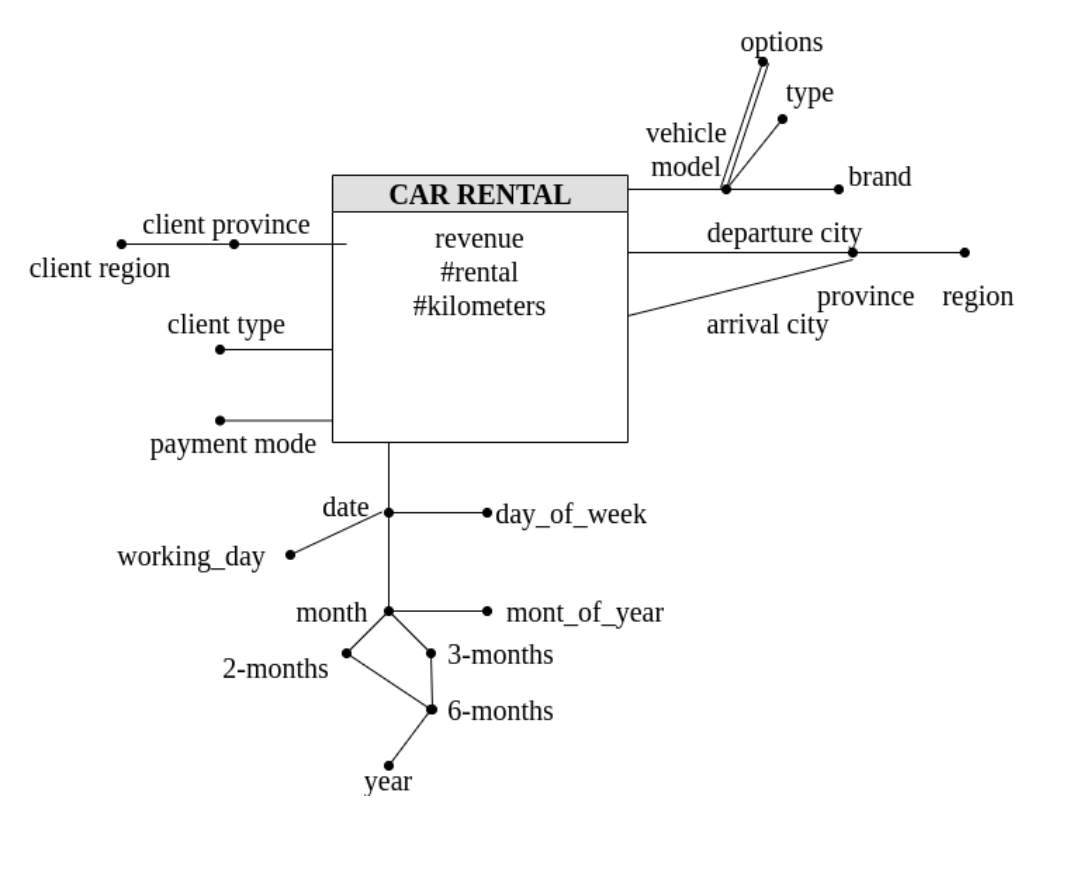 options
type
vehicle
model
brand
CAR RENTAL
client province
departure city
revenue
client region
#rental
province
region
#kilometers
client type
arrival city
payment mode
date
day_of_week
working_day
month
mont_of_year
2-months
3-months
6-months
year